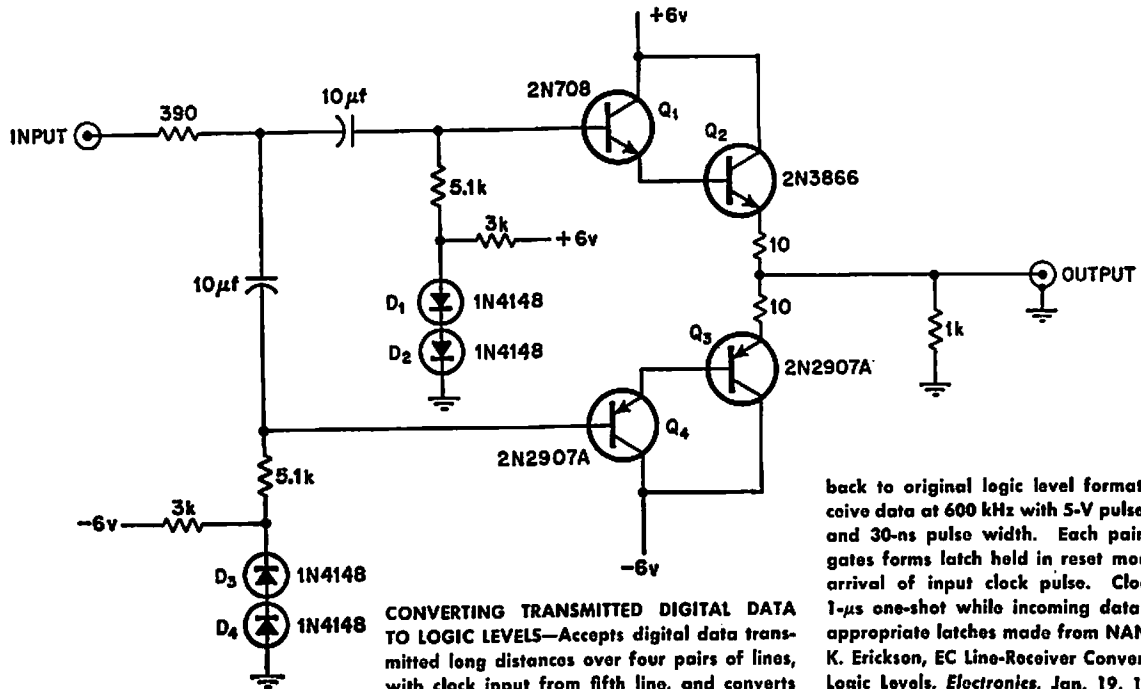 +6v
2N708
10 µf
Q1
390
INPUT
Q2
2N3866
5.1k
10
3k
+6v
OUTPUT
10µf
D1 1N4148
10
1k
Q3
D2 1N4148
2N2907A
Q4
2N2907A
5.1k
-6v
3k
-6v
D3 1N4148
D4 1N4148
CONVERTING TRANSMITTED DIGITAL DATA
TO LOGIC LEVELS—Accepts digital data trans-
mitted long distances over four pairs of lines,
with clock input from fifth line, and converts
back to original logic level format
ceive data at 600 kHz with 5-V pulse
and 30-ns pulse width. Each pair
gates forms latch held in reset mo
arrival of input clock pulse. Clo
1-µs one-shot while incoming data
appropriate latches made from NAN
K. Erickson, EC Line-Receiver Conver
Logic Levels, Electronics, Jan. 19, 1